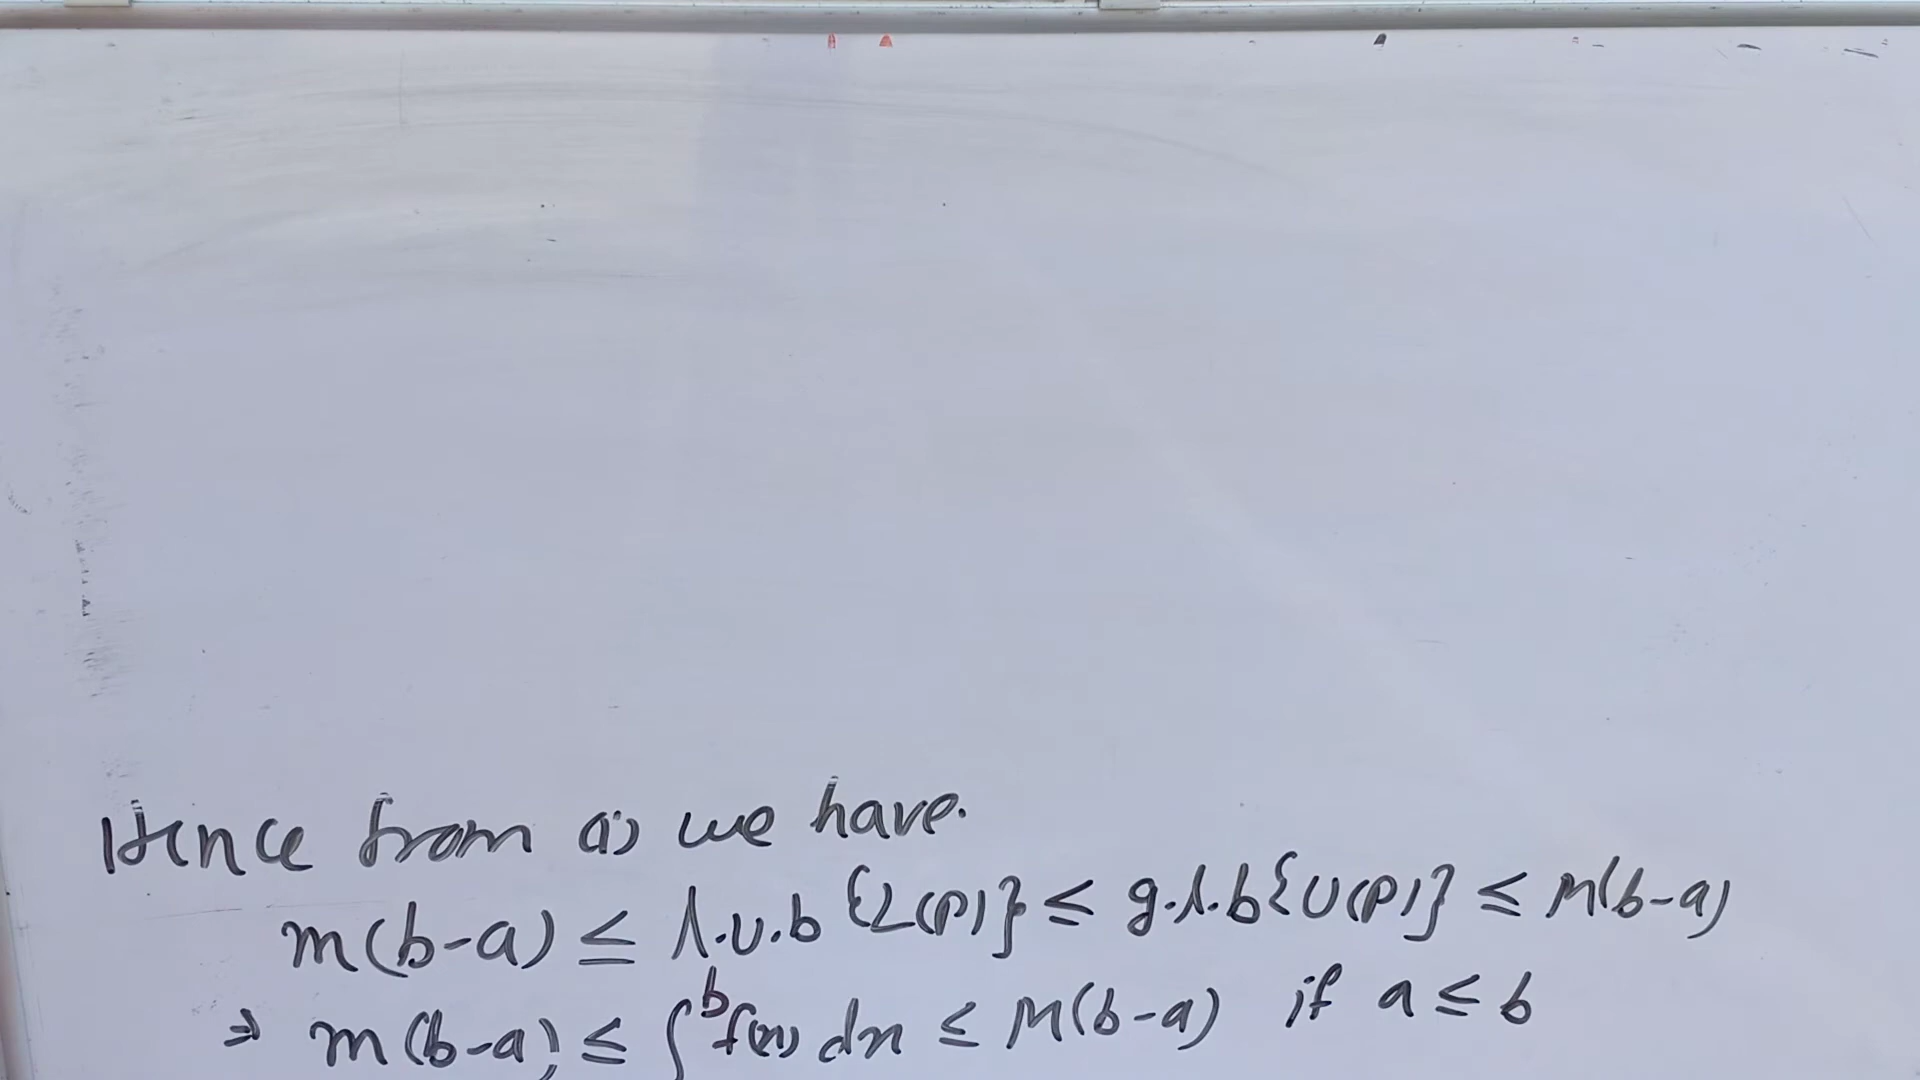 Hence from (i) we have.
m(b-a) ≤ l.u.b {L(P)} ≤ g.l.b{U(P)} ≤ M(b-a)
⇒ m(b-a) ≤ ∫^b f(x) dx ≤ M(b-a) if a ≤ b